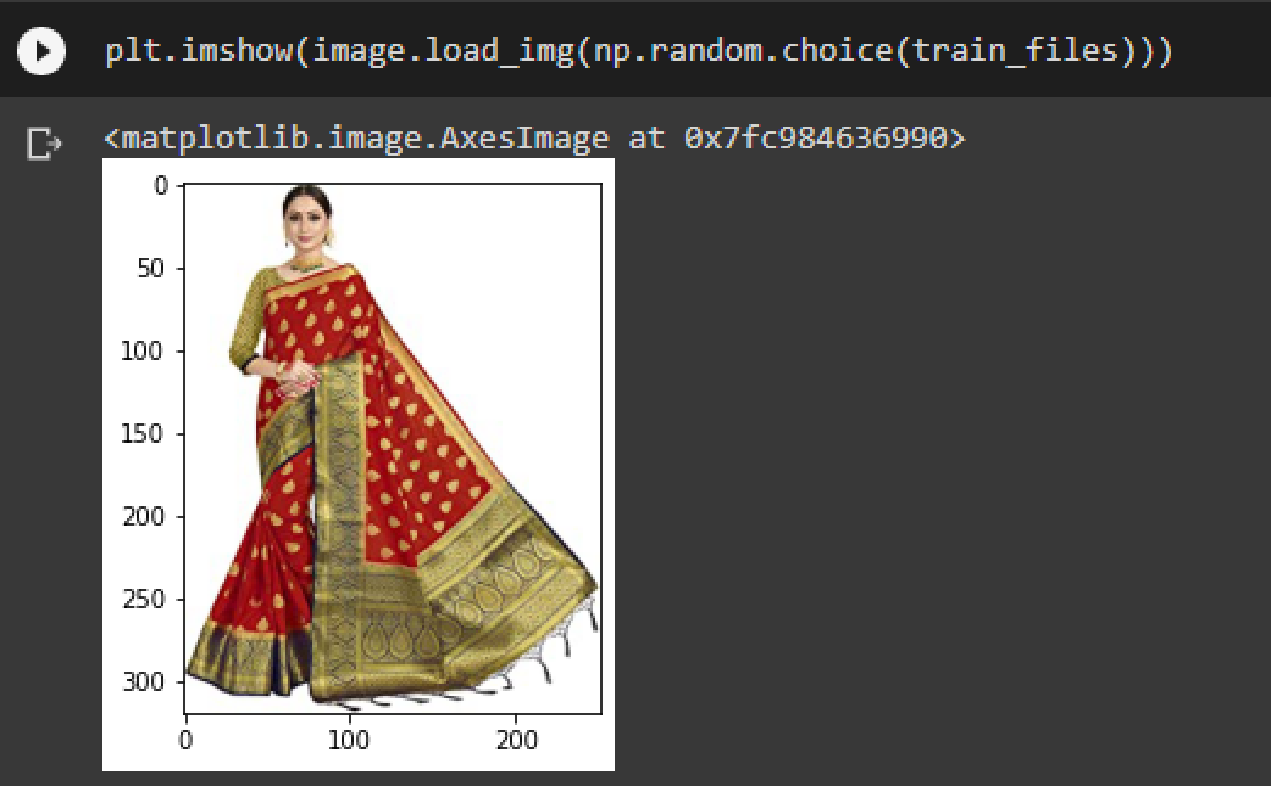 plt.imshow(image.load_img(np.random.choice(train_files)))
<matplotlib.image.AxesImage at 0x7fc984636990>
0
50
100
150
200
250
300
0 100 200